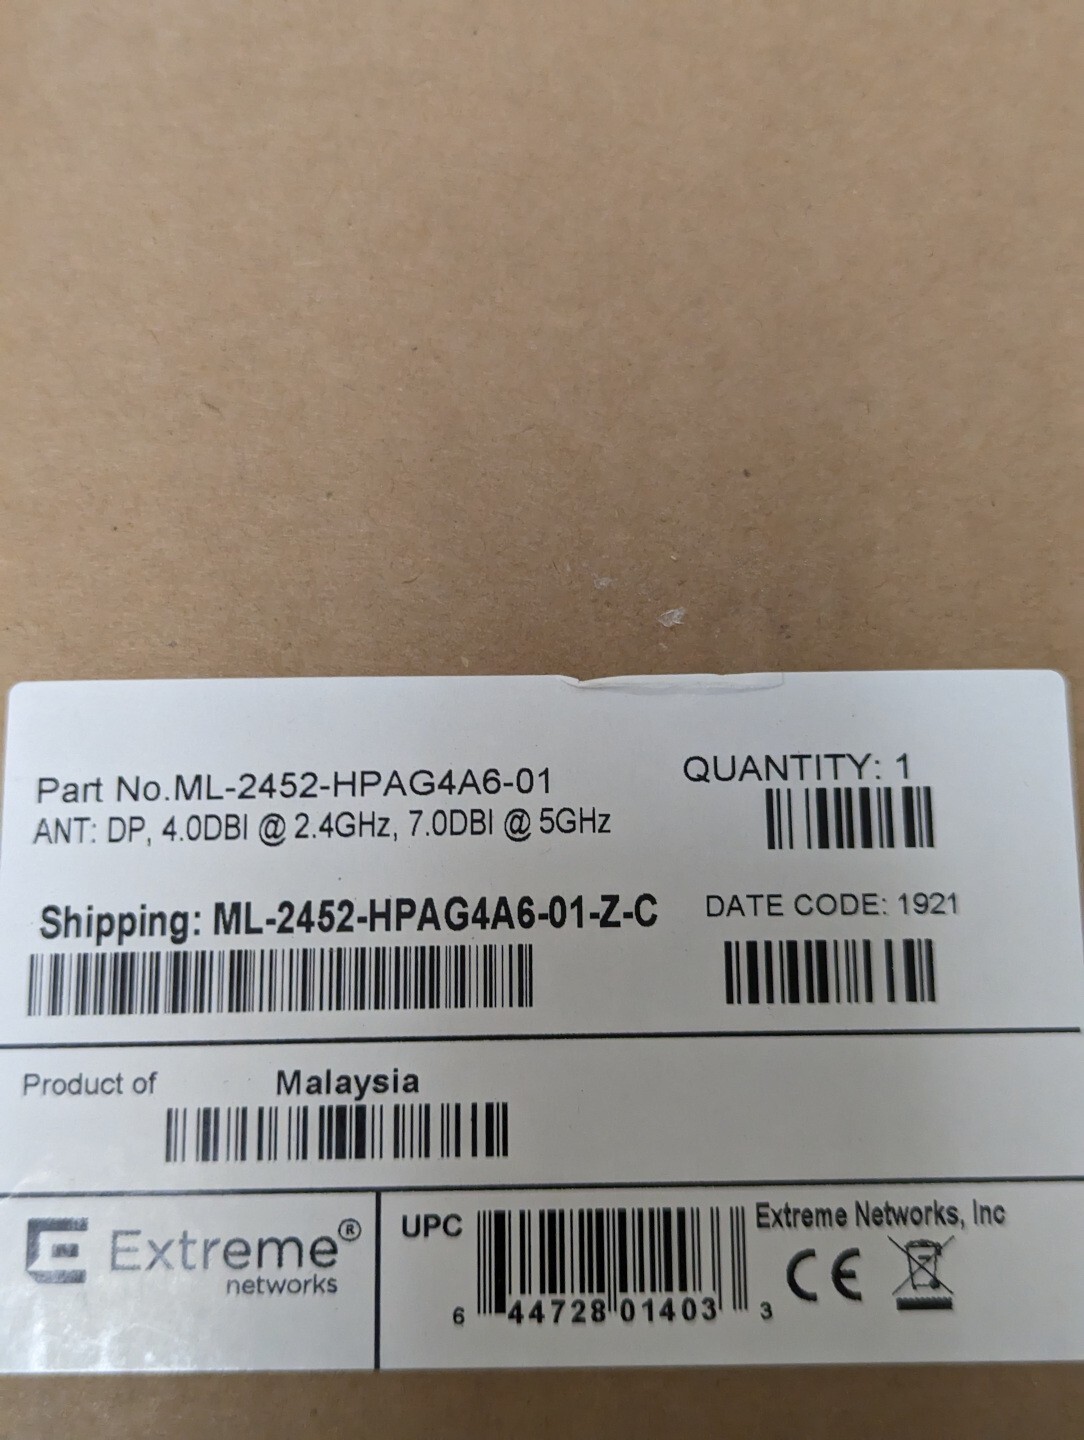 Part No.ML-2452-HPAG4A6-01
ANT: DP, 4.0DBI @ 2.4GHz, 7.0DBI @ 5GHz
QUANTITY: 1
Shipping: ML-2452-HPAG4A6-01-Z-C
DATE CODE: 1921
Product of Malaysia
Extreme®
networks
UPC
6 44728 01403 3
Extreme Networks, Inc
CE